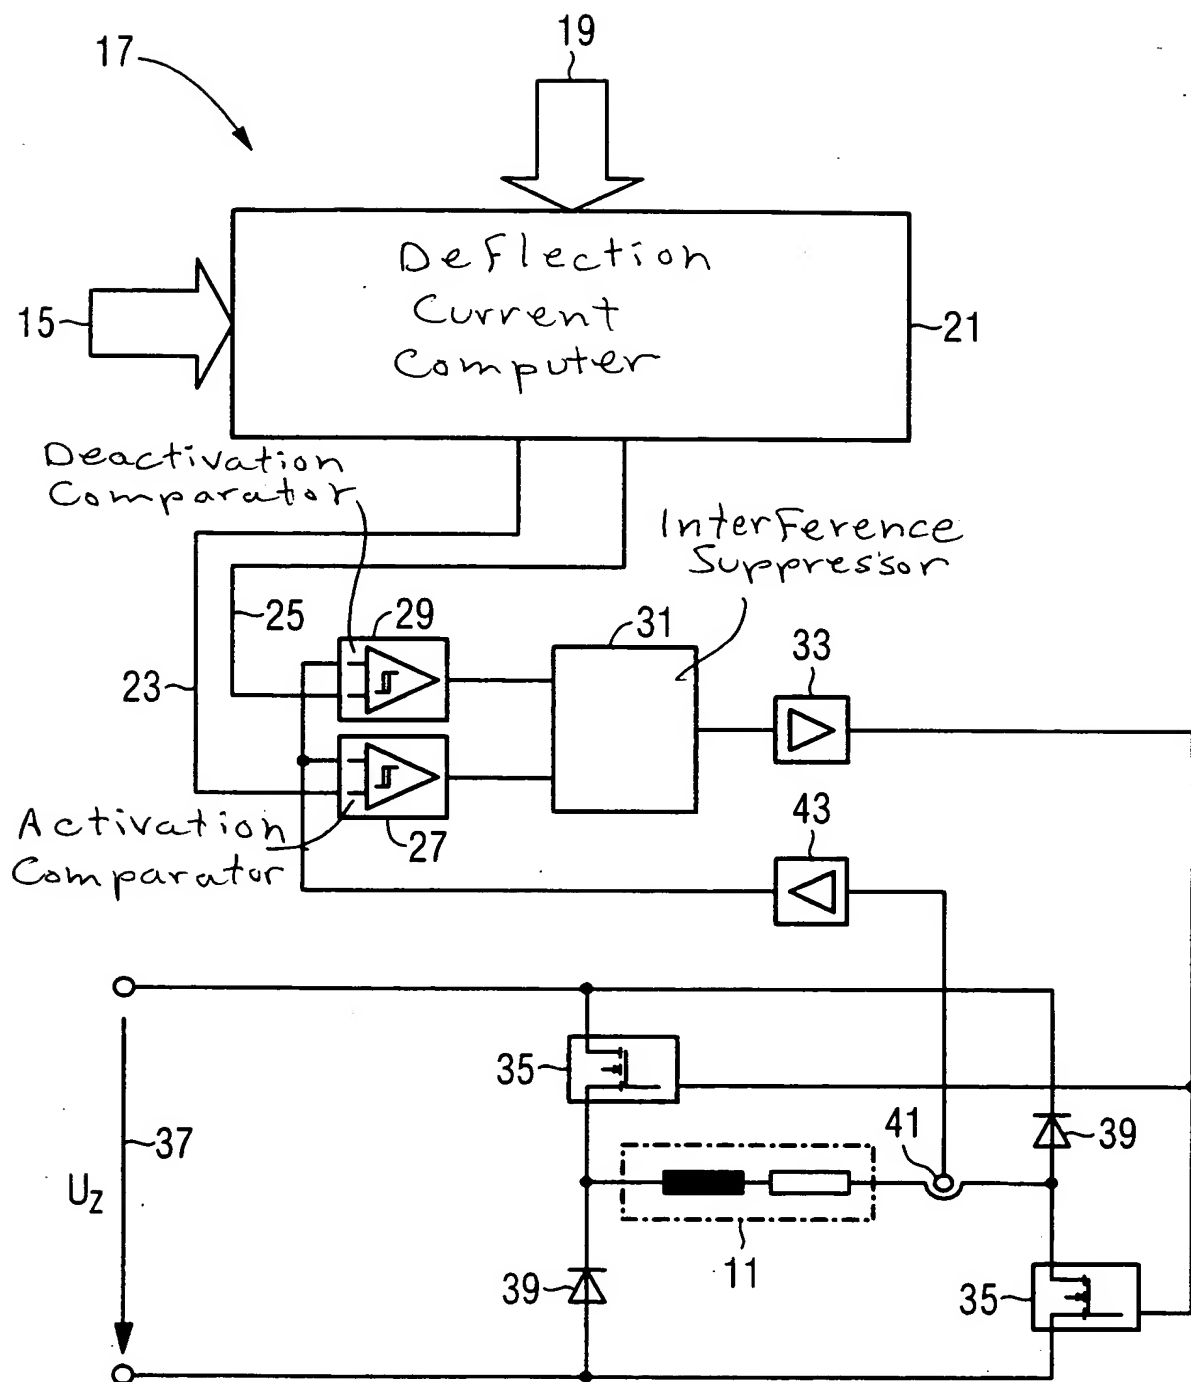 17
19
Deflection
Current
Computer
15
21
Deactivation
Comparator
Interference
Suppressor
25
29
31
33
23
Activation
Comparator
27
43
35
41
39
37
Uz
11
39
35